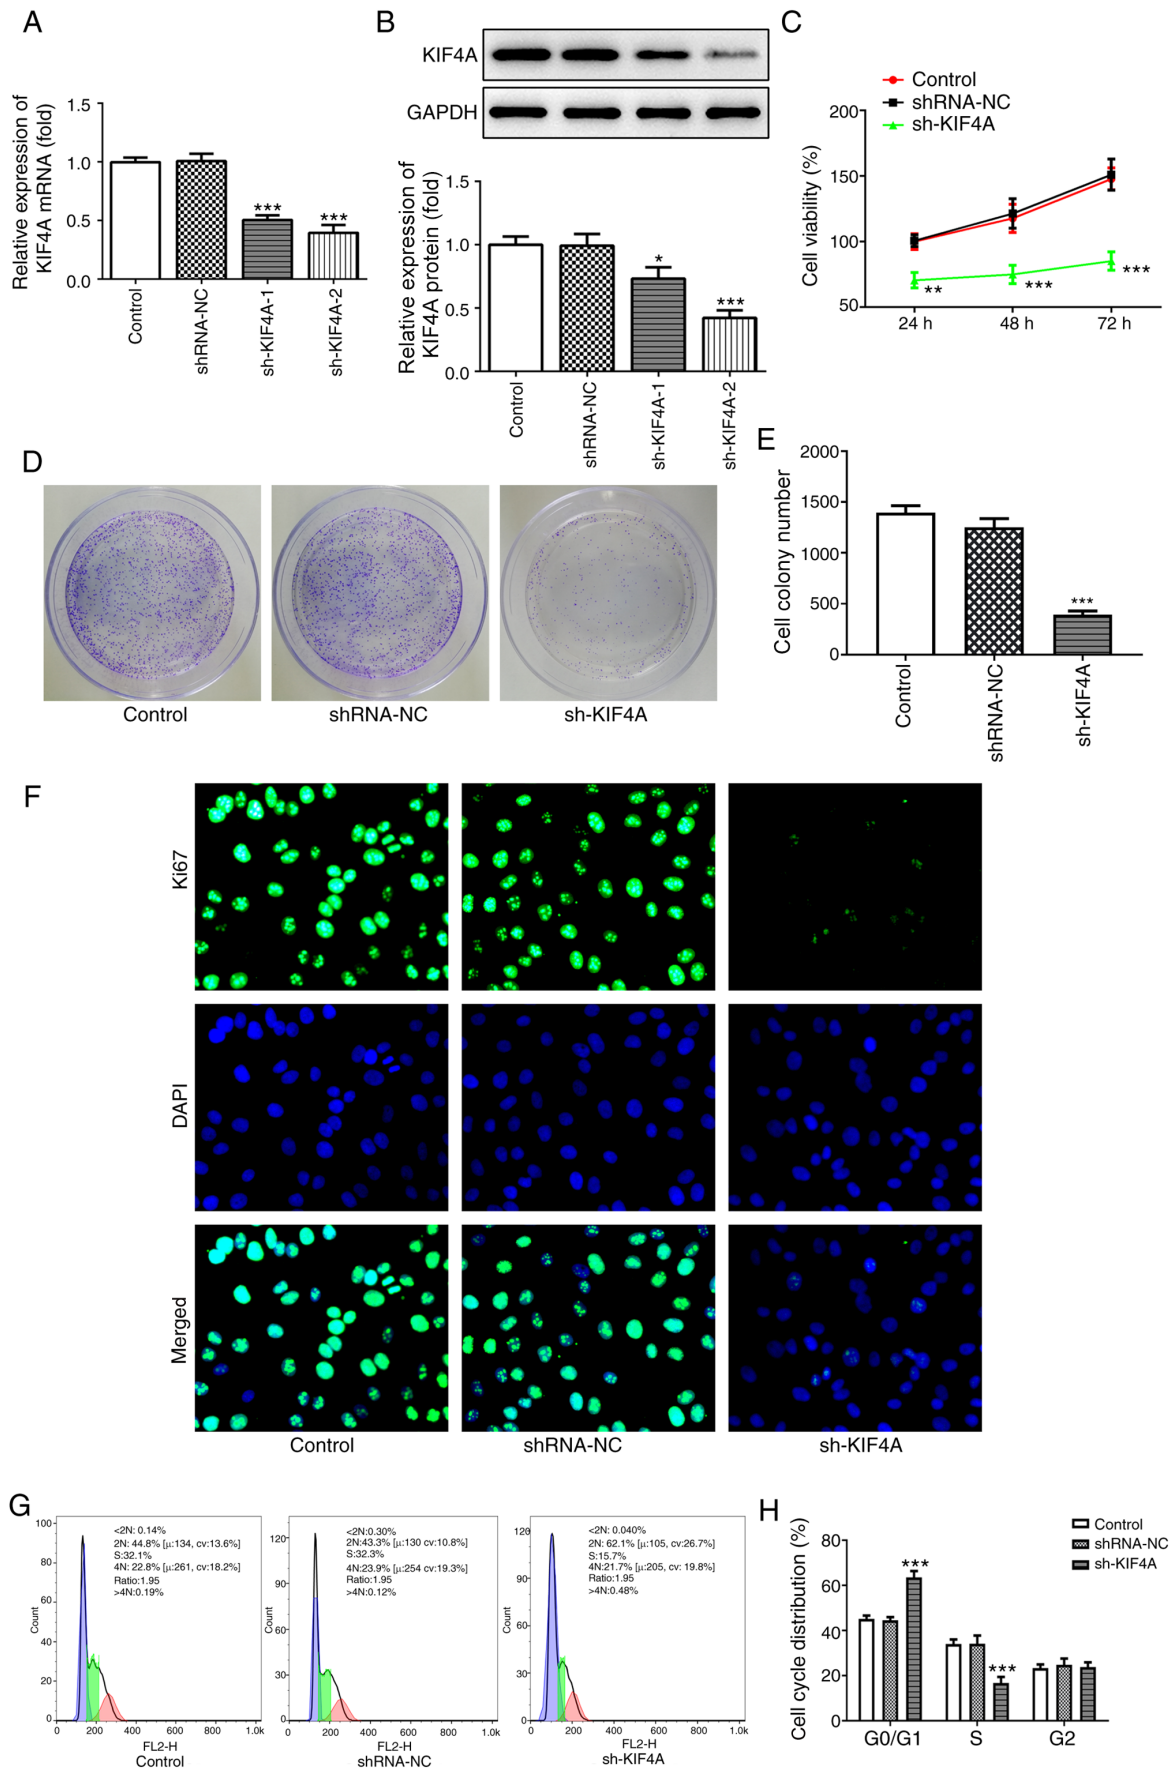 A
Relative expression of
KIF4A mRNA (fold)
1.5
1.0
0.5
0.0
***
***
Control
shRNA-NC
sh-KIF4A-1
sh-KIF4A-2
B
KIF4A
GAPDH
Relative expression of
KIF4A protein (fold)
1.5
1.0
0.5
0.0
*
***
Control
shRNA-NC
sh-KIF4A-1
sh-KIF4A-2
C
Control
shRNA-NC
sh-KIF4A
Cell viability (%)
200
150
100
50
**
***
***
24 h
48 h
72 h
D
Control
shRNA-NC
sh-KIF4A
E
Cell colony number
2000
1500
1000
500
0
***
Control
shRNA-NC
sh-KIF4A
F
Ki67
DAPI
Merged
Control
shRNA-NC
sh-KIF4A
G
Count
100
80
60
40
20
0
<2N: 0.14%
2N: 44.8% [µ:134, cv:13.6%]
S:32.1%
4N: 22.8% [µ:261, cv:18.2%]
Ratio:1.95
>4N:0.19%
0 200 400 600 800 1.0k
FL2-H
Control
Count
120
90
60
30
0
<2N:0.30%
2N:43.3% [µ:130 cv:10.8%]
S:32.3%
4N:23.9% [µ:254 cv:19.3%]
Ratio:1.95
>4N:0.12%
0 200 400 600 800 1.0k
FL2-H
shRNA-NC
Count
120
90
60
30
0
<2N: 0.040%
2N: 62.1% [µ:105, cv:26.7%]
S:15.7%
4N:21.7% [µ:205, cv: 19.8%]
Ratio:1.95
>4N:0.48%
0 200 400 600 800 1.0k
FL2-H
sh-KIF4A
H
Control
shRNA-NC
sh-KIF4A
Cell cycle distribution (%)
80
60
40
20
0
***
***
G0/G1
S
G2